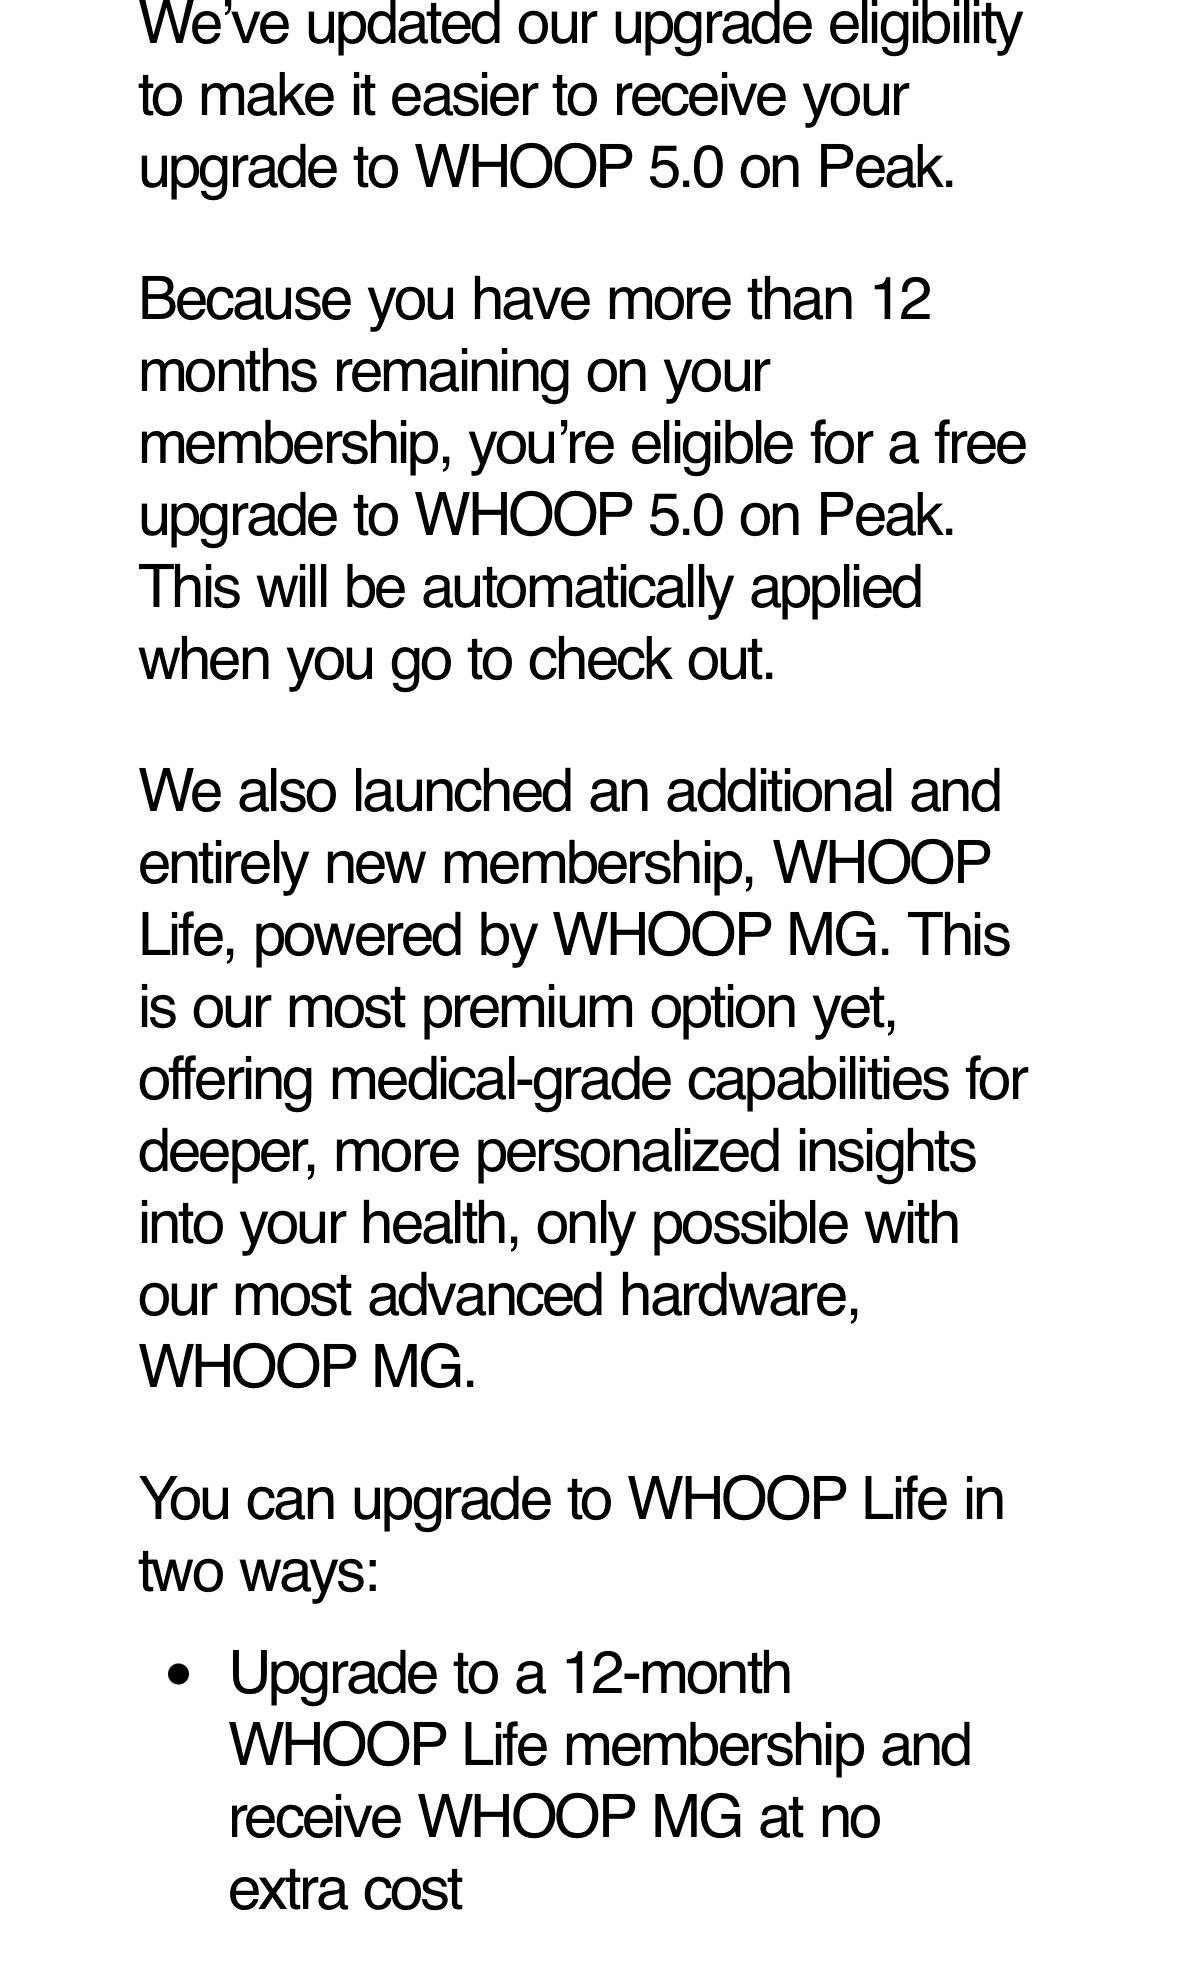 We’ve updated our upgrade eligibility
to make it easier to receive your
upgrade to WHOOP 5.0 on Peak.
Because you have more than 12
months remaining on your
membership, you’re eligible for a free
upgrade to WHOOP 5.0 on Peak.
This will be automatically applied
when you go to check out.
We also launched an additional and
entirely new membership, WHOOP
Life, powered by WHOOP MG. This
is our most premium option yet,
offering medical-grade capabilities for
deeper, more personalized insights
into your health, only possible with
our most advanced hardware,
WHOOP MG.
You can upgrade to WHOOP Life in
two ways:
• Upgrade to a 12-month
WHOOP Life membership and
receive WHOOP MG at no
extra cost